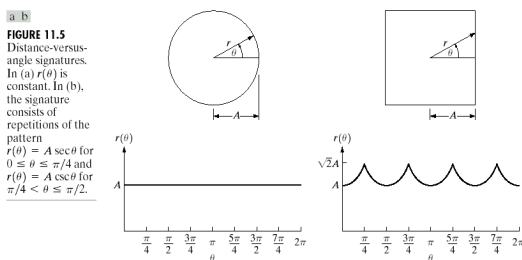 a b
FIGURE 11.5
Distance-versus-
angle signatures.
In (a) r(θ) is
constant. In (b),
the signature
consists of
repetitions of the
pattern
r(θ) = A sec θ for
0 ≤ θ ≤ π/4 and
r(θ) = A csc θ for
π/4 < θ ≤ π/2.
r
θ
A
r
θ
A
r(θ)
A
π/4 π/2 3π/4 π 5π/4 3π/2 7π/4 2π
θ
r(θ)
√2A
A
π/4 π/2 3π/4 π 5π/4 3π/2 7π/4 2π
θ